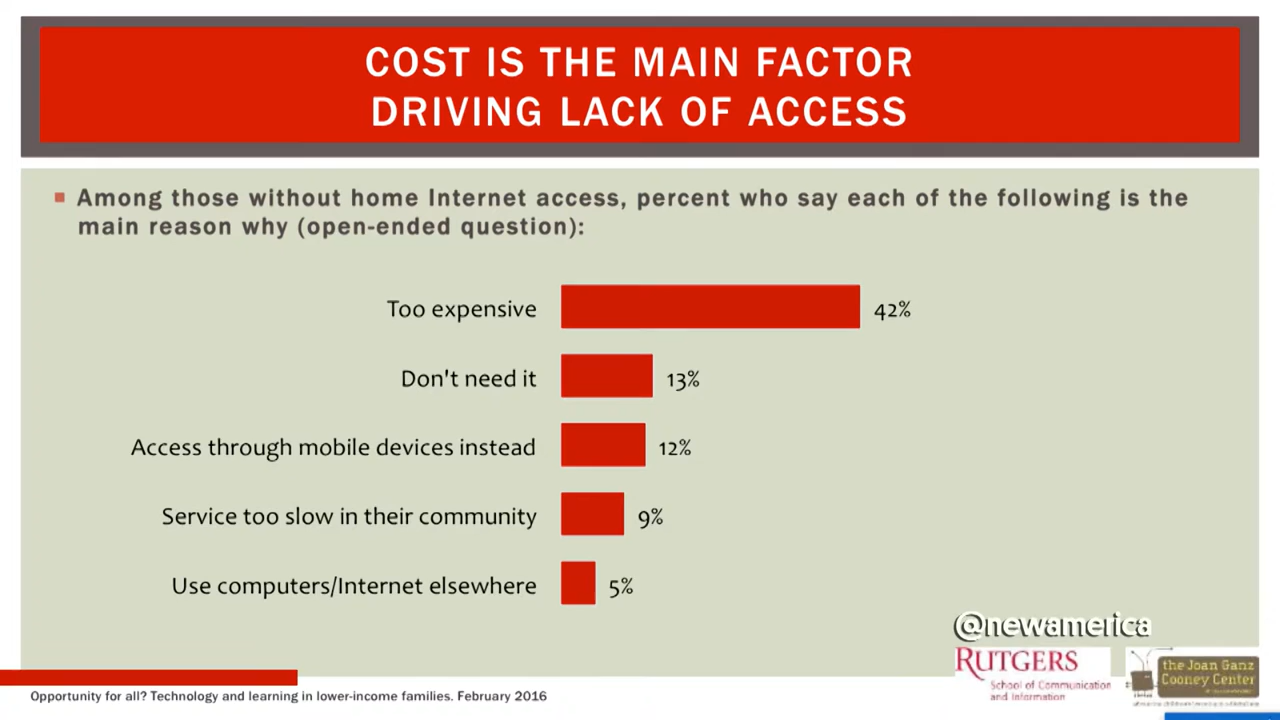 COST IS THE MAIN FACTOR
DRIVING LACK OF ACCESS
Among those without home Internet access, percent who say each of the following is the
main reason why (open-ended question):
Too expensive 42%
Don't need it 13%
Access through mobile devices instead 12%
Service too slow in their community 9%
Use computers/Internet elsewhere 5%
@newamerica
RUTGERS
School of Communication
and Information
the Joan Ganz
Cooney Center
Opportunity for all? Technology and learning in lower-income families. February 2016